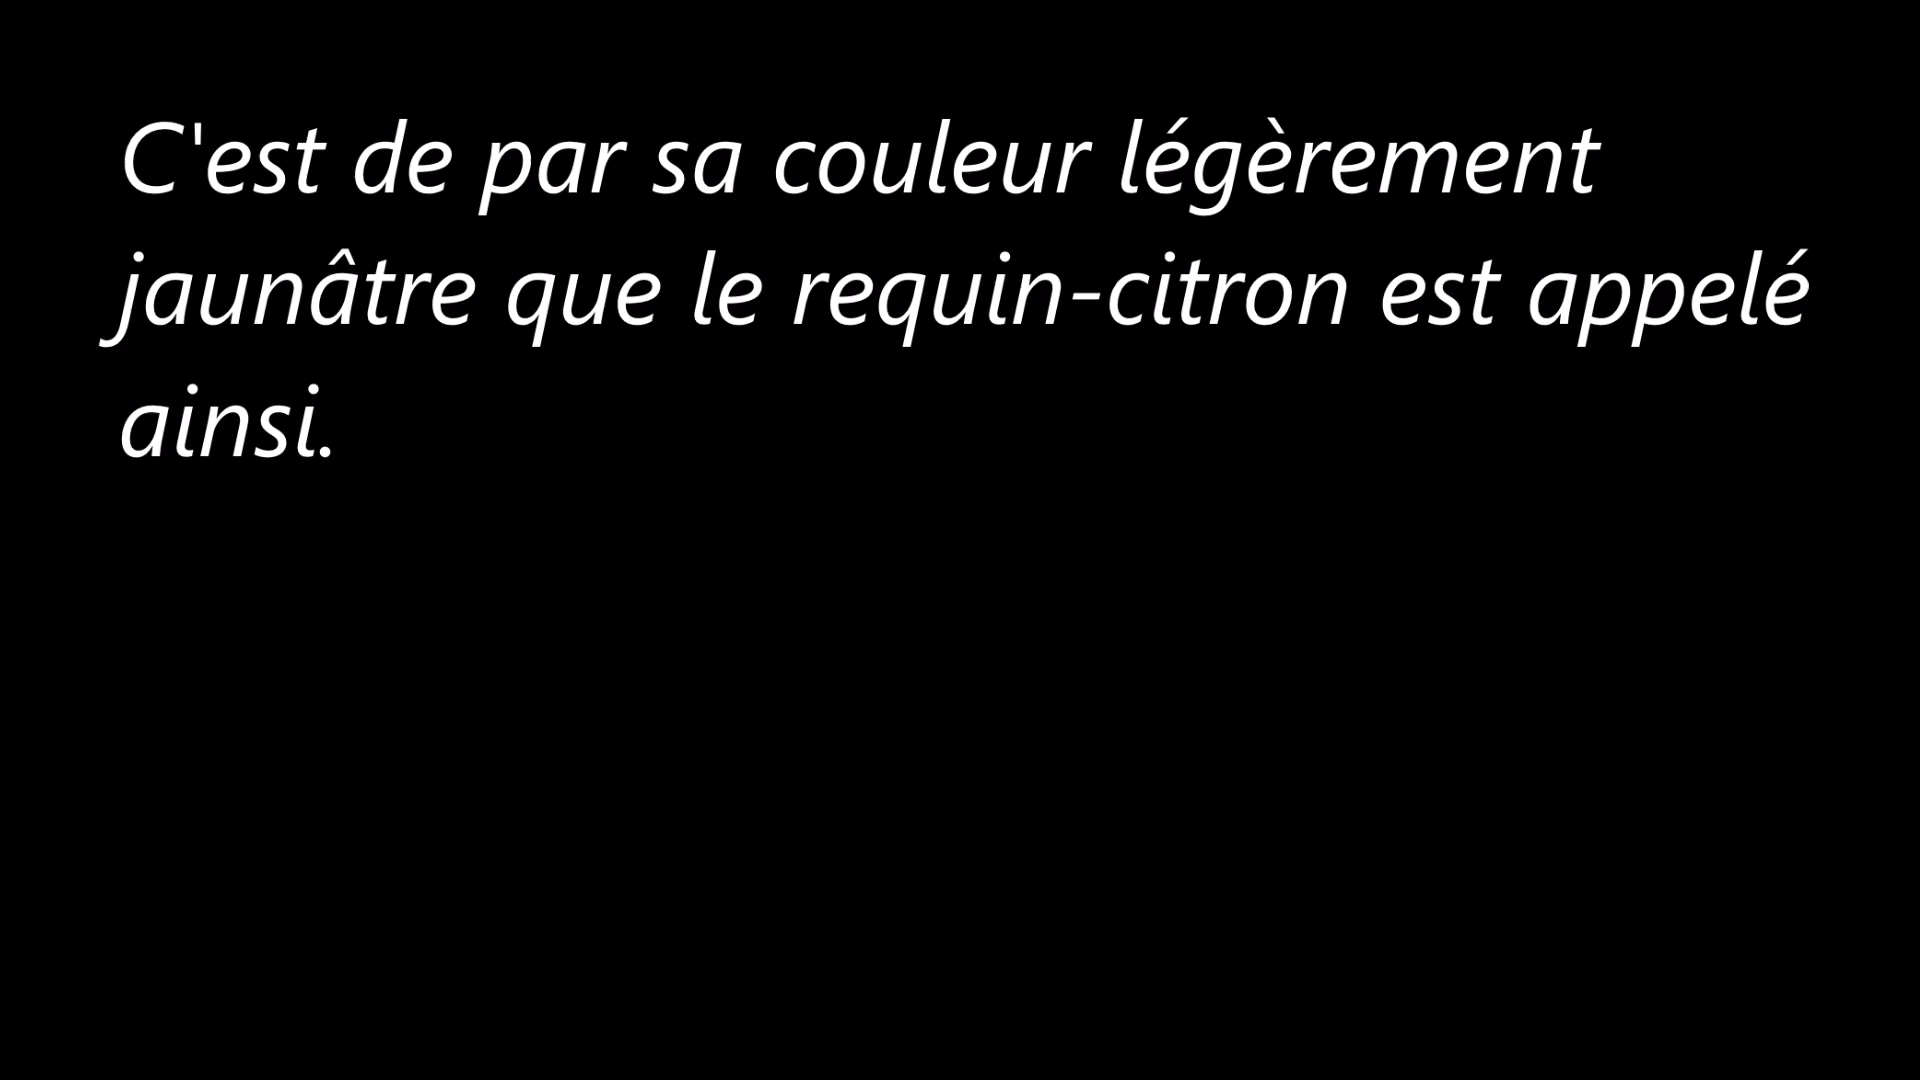 C'est de par sa couleur légèrement
jaunâtre que le requin-citron est appelé
ainsi.